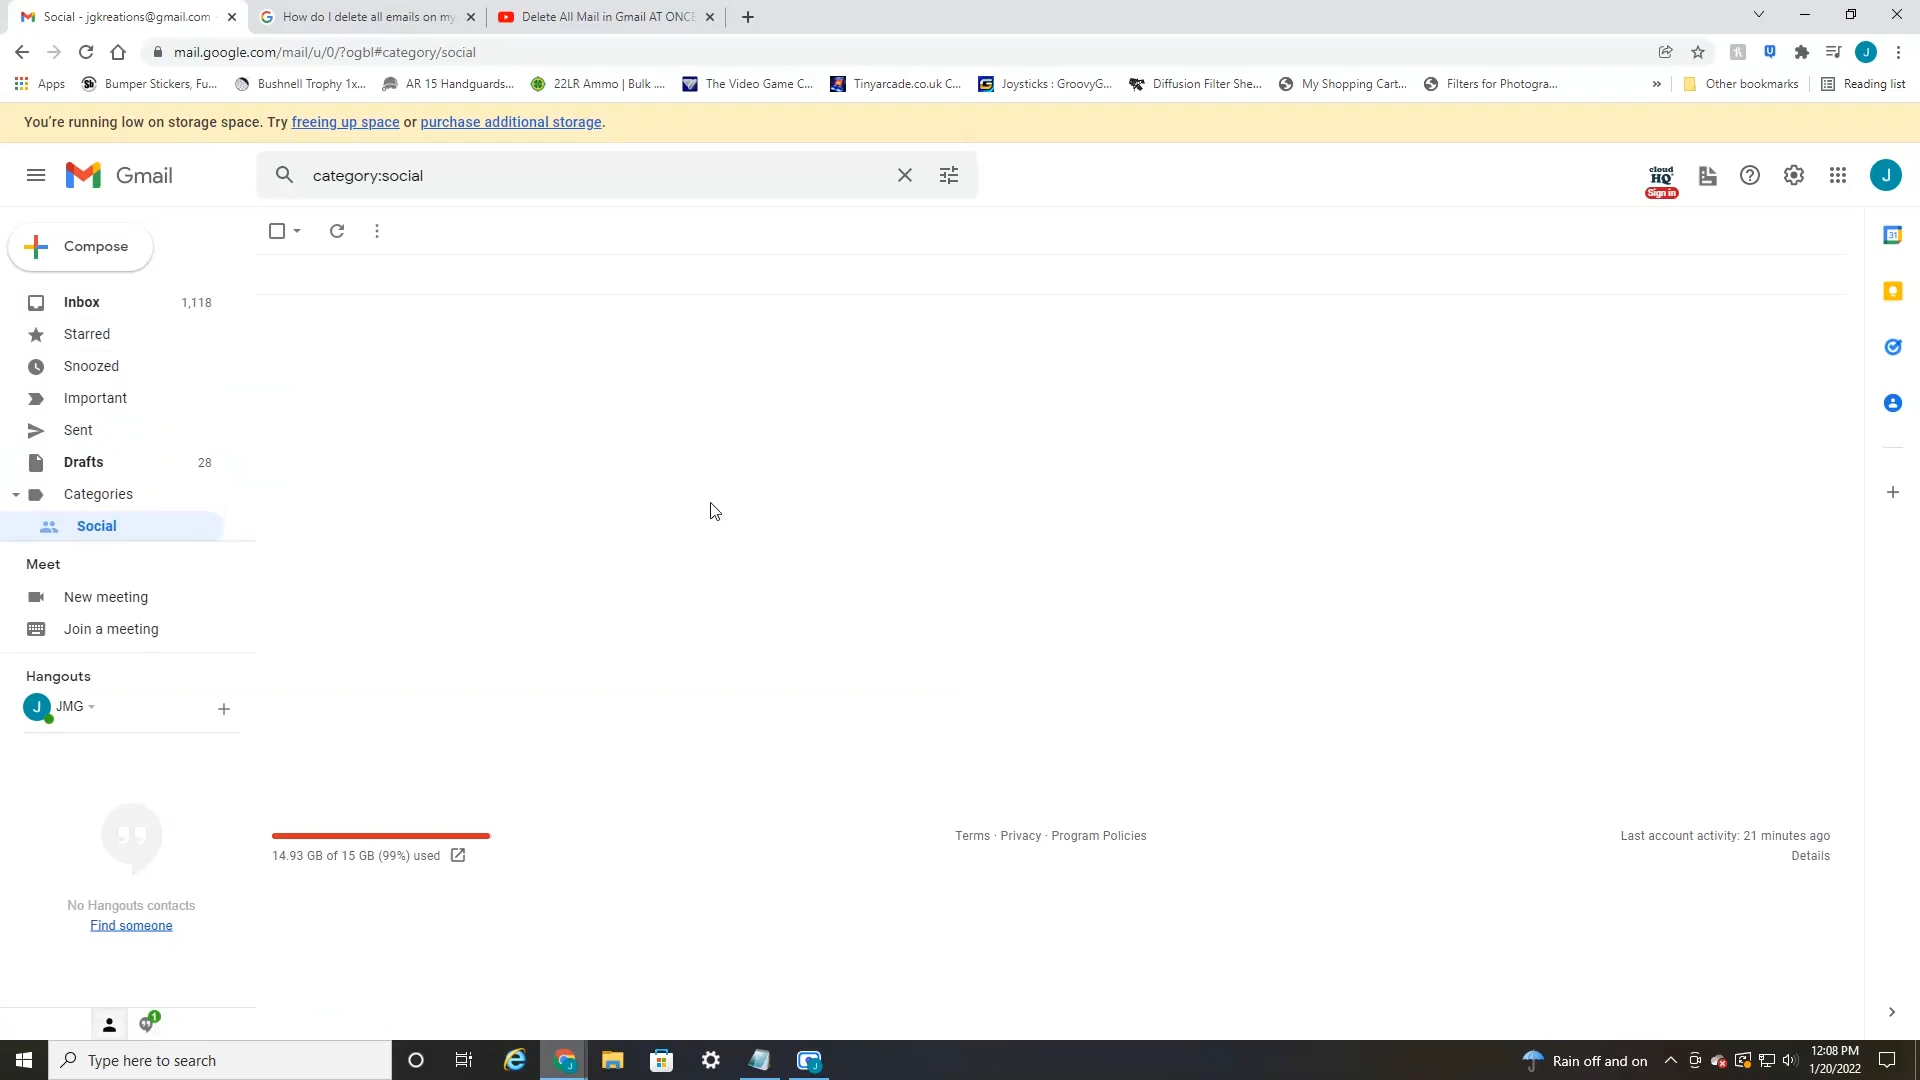 Social - jgkreations@gmail.com -
How do I delete all emails on my
Delete All Mail in Gmail AT ONCE
mail.google.com/mail/u/0/?ogbl#category/social
J
Apps
Bumper Stickers, Fu...
Bushnell Trophy 1x...
AR 15 Handguards...
22LR Ammo | Bulk ....
The Video Game C...
Tinyarcade.co.uk C...
Joysticks : GroovyG...
Diffusion Filter She...
My Shopping Cart...
Filters for Photogra...
»
Other bookmarks
Reading list
You're running low on storage space. Try freeing up space or purchase additional storage.
Gmail
category:social
cloud
HQ
Sign in
J
Compose
31
Inbox 1,118
Starred
Snoozed
Important
Sent
Drafts 28
Categories
Social
Meet
New meeting
Join a meeting
Hangouts
J JMG
No Hangouts contacts
Find someone
1
14.93 GB of 15 GB (99%) used
Terms · Privacy · Program Policies
Last account activity: 21 minutes ago
Details
Type here to search
Rain off and on
12:08 PM
1/20/2022